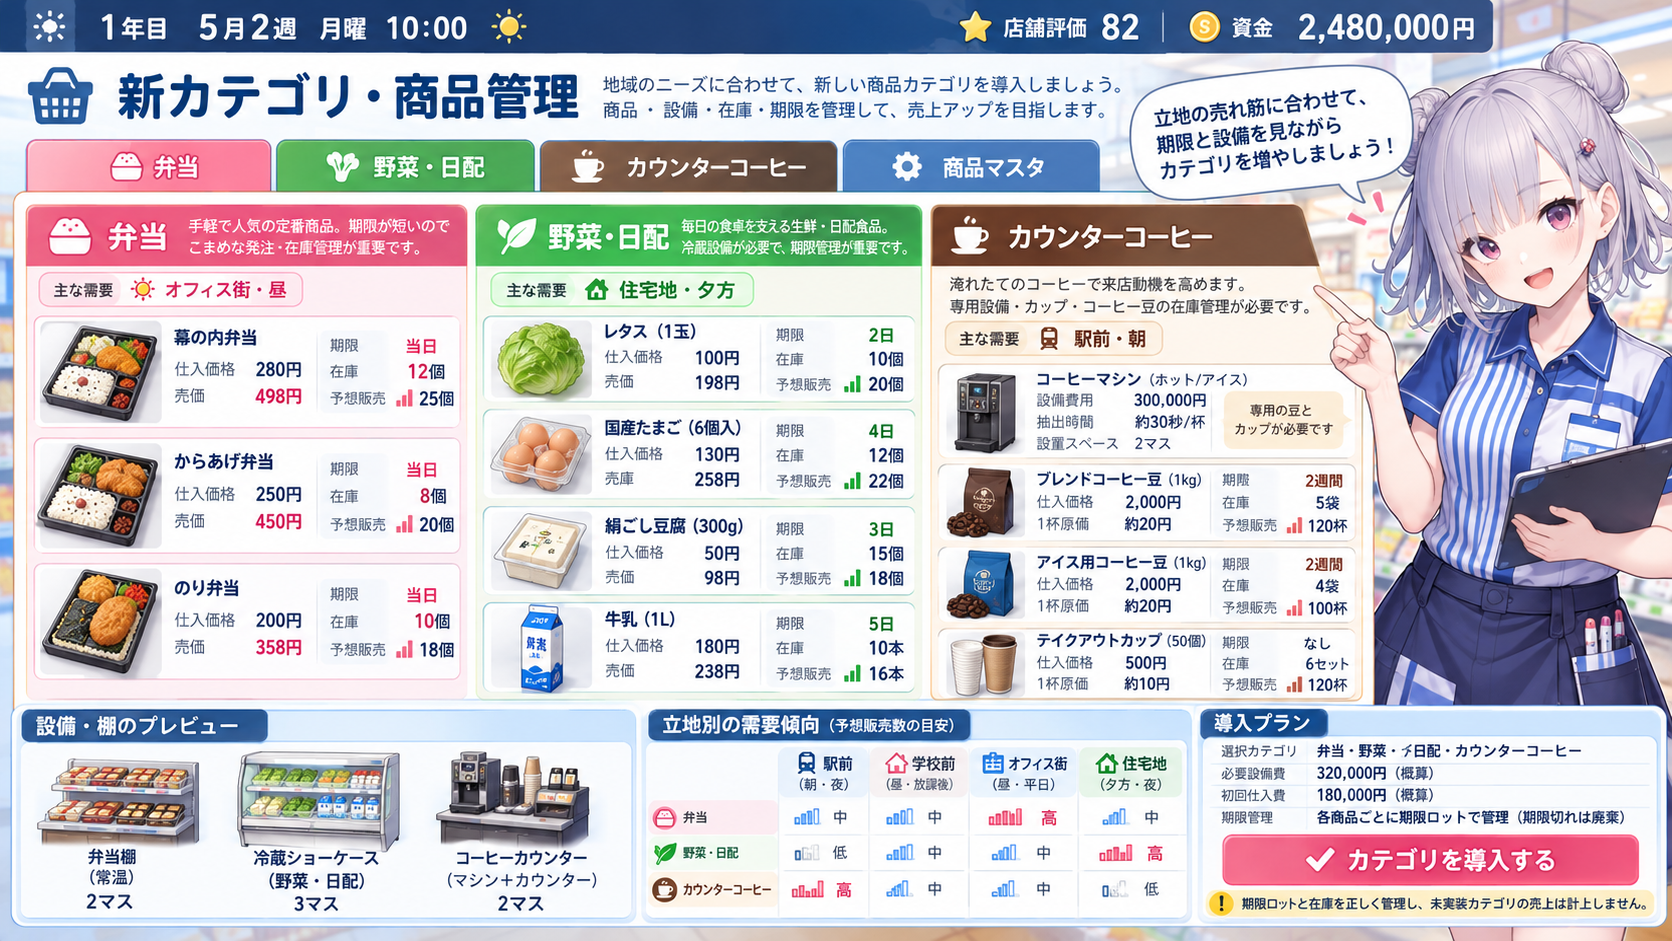 1年目 5月2週 月曜 10:00
店舗評価 82
資金 2,480,000円
新カテゴリ・商品管理
地域のニーズに合わせて、新しい商品カテゴリを導入しましょう。
商品・設備・在庫・期限を管理して、売上アップを目指します。
立地の売れ筋に合わせて、
期限と設備を見ながら
カテゴリを増やしましょう!
弁当
野菜・日配
カウンターコーヒー
商品マスタ
弁当
手軽で人気の定番商品。期限が短いので
こまめな発注・在庫管理が重要です。
主な需要 オフィス街・昼
幕の内弁当
仕入価格 280円
売価 498円
期限 当日
在庫 12個
予想販売 25個
からあげ弁当
仕入価格 250円
売価 450円
期限 当日
在庫 8個
予想販売 20個
のり弁当
仕入価格 200円
売価 358円
期限 当日
在庫 10個
予想販売 18個
野菜・日配
毎日の食卓を支える生鮮・日配食品。
冷蔵設備が必要で、期限管理が重要です。
主な需要 住宅地・夕方
レタス(1玉)
仕入価格 100円
売価 198円
期限 2日
在庫 10個
予想販売 20個
国産たまご(6個入)
仕入価格 130円
売庫 258円
期限 4日
在庫 12個
予想販売 22個
絹ごし豆腐(300g)
仕入価格 50円
売価 98円
期限 3日
在庫 15個
予想販売 18個
牛乳(1L)
仕入価格 180円
売価 238円
期限 5日
在庫 10本
予想販売 16本
カウンターコーヒー
淹れたてのコーヒーで来店動機を高めます。
専用設備・カップ・コーヒー豆の在庫管理が必要です。
主な需要 駅前・朝
コーヒーマシン(ホット/アイス)
設備費用 300,000円
抽出時間 約30秒/杯
設置スペース 2マス
専用の豆と
カップが必要です
ブレンドコーヒー豆(1kg)
仕入価格 2,000円
1杯原価 約20円
期限 2週間
在庫 5袋
予想販売 120杯
アイス用コーヒー豆(1kg)
仕入価格 2,000円
1杯原価 約20円
期限 2週間
在庫 4袋
予想販売 100杯
テイクアウトカップ(50個)
仕入価格 500円
1杯原価 約10円
期限 なし
在庫 6セット
予想販売 120杯
設備・棚のプレビュー
弁当棚
(常温)
2マス
冷蔵ショーケース
(野菜・日配)
3マス
コーヒーカウンター
(マシン+カウンター)
2マス
立地別の需要傾向(予想販売数の目安)
駅前 学校前 オフィス街 住宅地
(朝・夜) (昼・放課後) (昼・平日) (夕方・夜)
弁当 中 中 高 中
野菜・日配 低 中 中 高
カウンターコーヒー 高 中 中 低
導入プラン
選択カテゴリ 弁当・野菜・日配・カウンターコーヒー
必要設備費 320,000円(概算)
初回仕入費 180,000円(概算)
期限管理 各商品ごとに期限ロットで管理(期限切れは廃棄)
カテゴリを導入する
期限ロットと在庫を正しく管理し、未実装カテゴリの売上は計上しません。